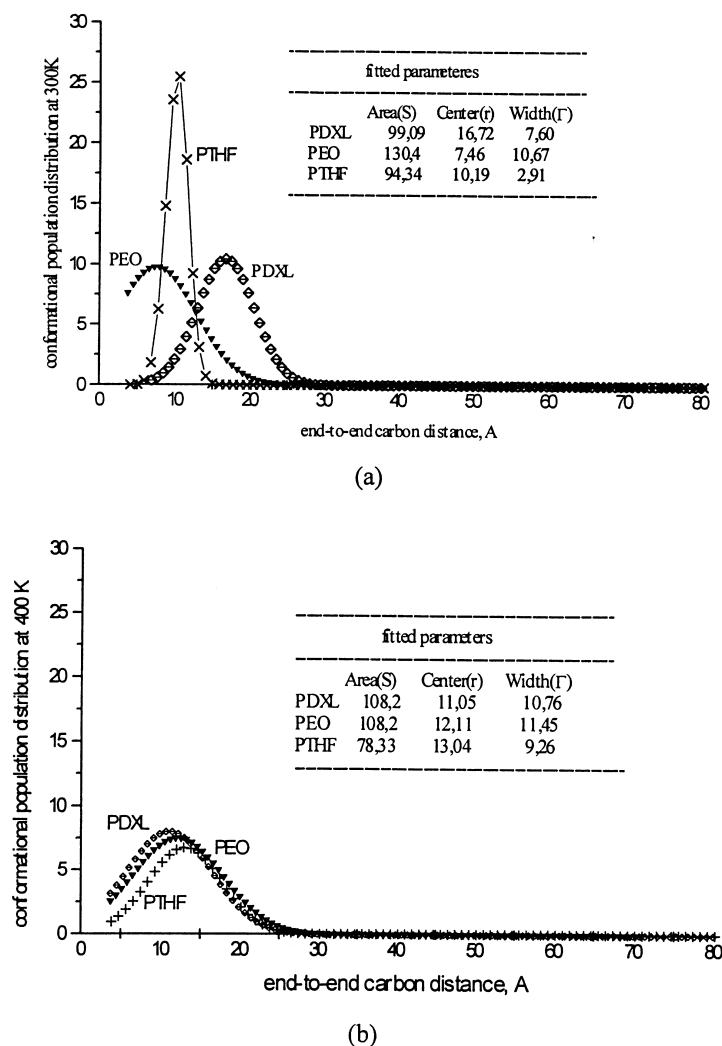 conformational population distribution at 300K
30
25
20
15
10
5
0
fitted parameteres
Area(S) Center(r) Width(Γ)
PDXL 99,09 16,72 7,60
PEO 130,4 7,46 10,67
PTHF 94,34 10,19 2,91
PTHF
PEO
PDXL
0 10 20 30 40 50 60 70 80
end-to-end carbon distance, A
(a)
conformational population distribution at 400 K
30
25
20
15
10
5
0
fitted parameters
Area(S) Center(r) Width(Γ)
PDXL 108,2 11,05 10,76
PEO 108,2 12,11 11,45
PTHF 78,33 13,04 9,26
PDXL
PEO
PTHF
0 10 20 30 40 50 60 70 80
end-to-end carbon distance, A
(b)